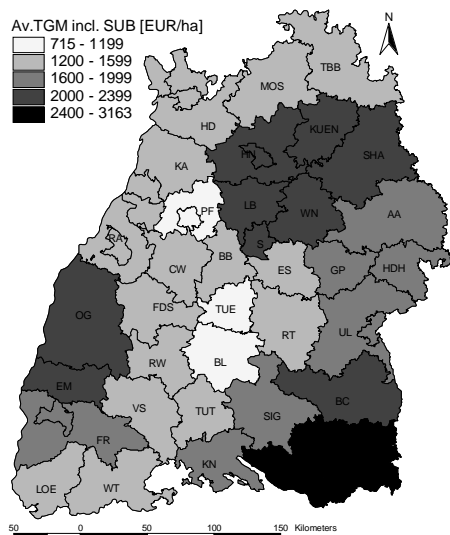 Av.TGM incl. SUB [EUR/ha]
715 - 1199
1200 - 1599
1600 - 1999
2000 - 2399
2400 - 3163
N
TBB
MOS
HD
KUEN
HN
SHA
KA
PF
LB
WN
AA
RA
S
CW
BB
ES
GP
HDH
OG
FDS
TUE
RT
UL
RW
BL
EM
VS
TUT
SIG
BC
FR
KN
LOE
WT
50 0 50 100 150 Kilometers